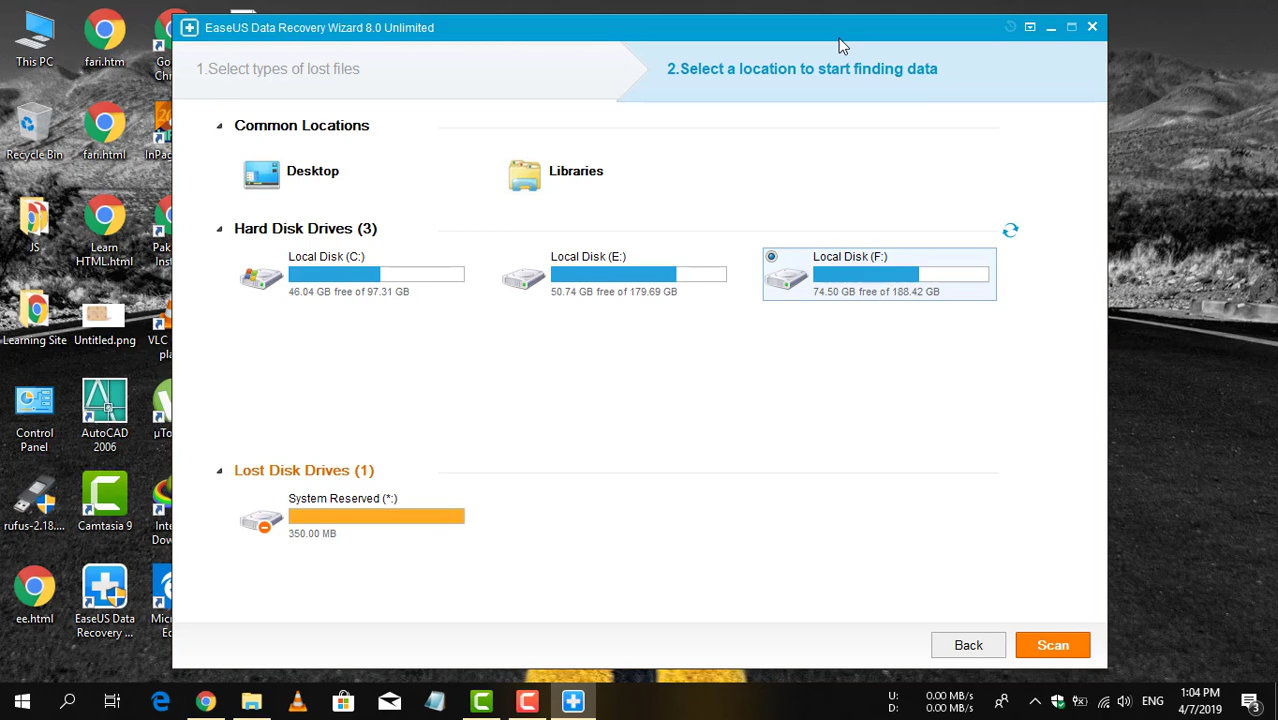 EaseUS Data Recovery Wizard 8.0 Unlimited
1.Select types of lost files
2.Select a location to start finding data
Common Locations
Desktop
Libraries
Hard Disk Drives (3)
Local Disk (C:)
46.04 GB free of 97.31 GB
Local Disk (E:)
50.74 GB free of 179.69 GB
Local Disk (F:)
74.50 GB free of 188.42 GB
Lost Disk Drives (1)
System Reserved (*:)
350.00 MB
Back
Scan
This PC
fari.htm
Recycle Bin
fari.html
JS
Learn
HTML.html
Learning Site
Untitled.png
VLC
Control
Panel
AutoCAD
2006
rufus-2.18....
Camtasia 9
ee.html
EaseUS Data
Recovery ...
U:
0.00 MB/s
D:
0.00 MB/s
ENG
1:04 PM
4/7/2019
3